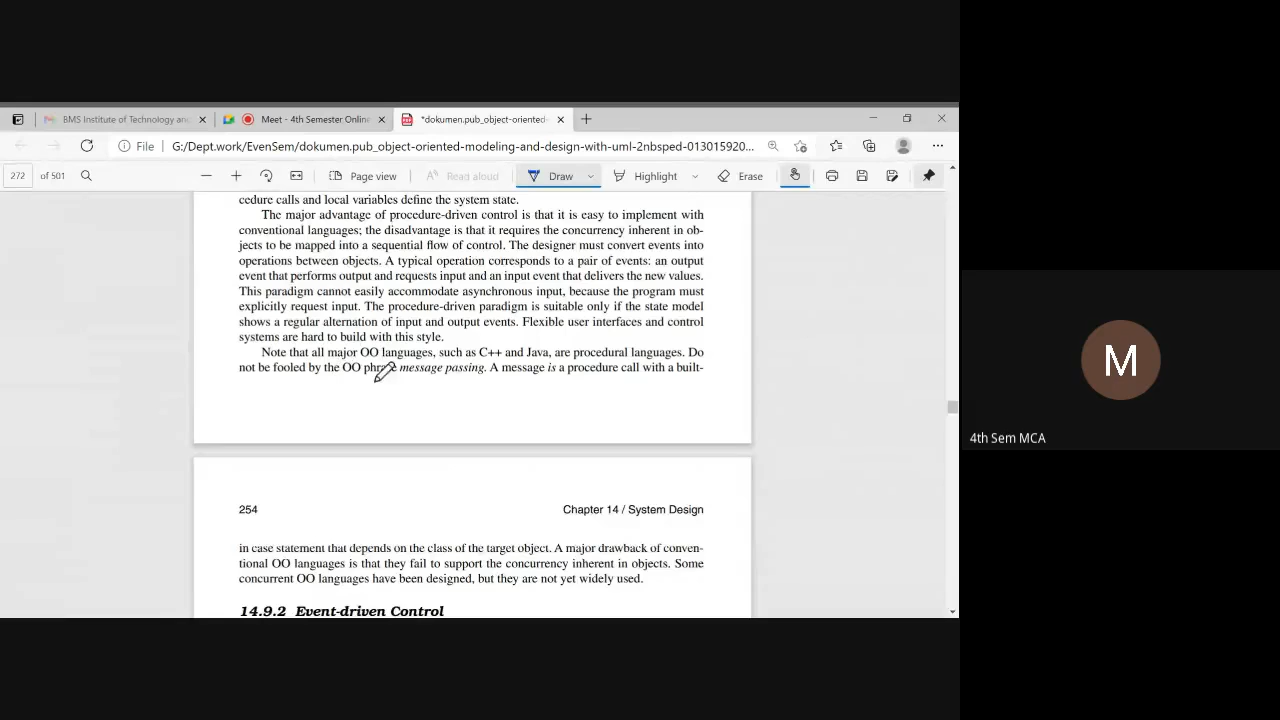 BMS Institute of Technology and
Meet - 4th Semester Online
*dokumen.pub_object-oriented-
File
G:/Dept.work/EvenSem/dokumen.pub_object-oriented-modeling-and-design-with-uml-2nbsped-013015920...
272 of 501
Page view
Read aloud
Draw
Highlight
Erase
cedure calls and local variables define the system state.
The major advantage of procedure-driven control is that it is easy to implement with
conventional languages; the disadvantage is that it requires the concurrency inherent in ob-
jects to be mapped into a sequential flow of control. The designer must convert events into
operations between objects. A typical operation corresponds to a pair of events: an output
event that performs output and requests input and an input event that delivers the new values.
This paradigm cannot easily accommodate asynchronous input, because the program must
explicitly request input. The procedure-driven paradigm is suitable only if the state model
shows a regular alternation of input and output events. Flexible user interfaces and control
systems are hard to build with this style.
Note that all major OO languages, such as C++ and Java, are procedural languages. Do
not be fooled by the OO phrase message passing. A message is a procedure call with a built-
254
Chapter 14 / System Design
in case statement that depends on the class of the target object. A major drawback of conven-
tional OO languages is that they fail to support the concurrency inherent in objects. Some
concurrent OO languages have been designed, but they are not yet widely used.
14.9.2 Event-driven Control
M
4th Sem MCA